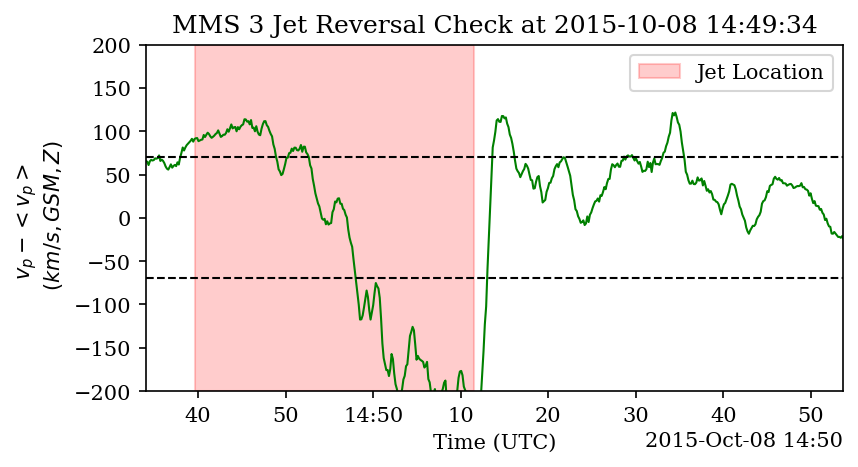 MMS 3 Jet Reversal Check at 2015-10-08 14:49:34
200
150
100
50
0
−50
−100
−150
−200
v_p − < v_p >
(km/s, GSM, Z)
Jet Location
40 50 14:50 10 20 30 40 50
Time (UTC)
2015-Oct-08 14:50